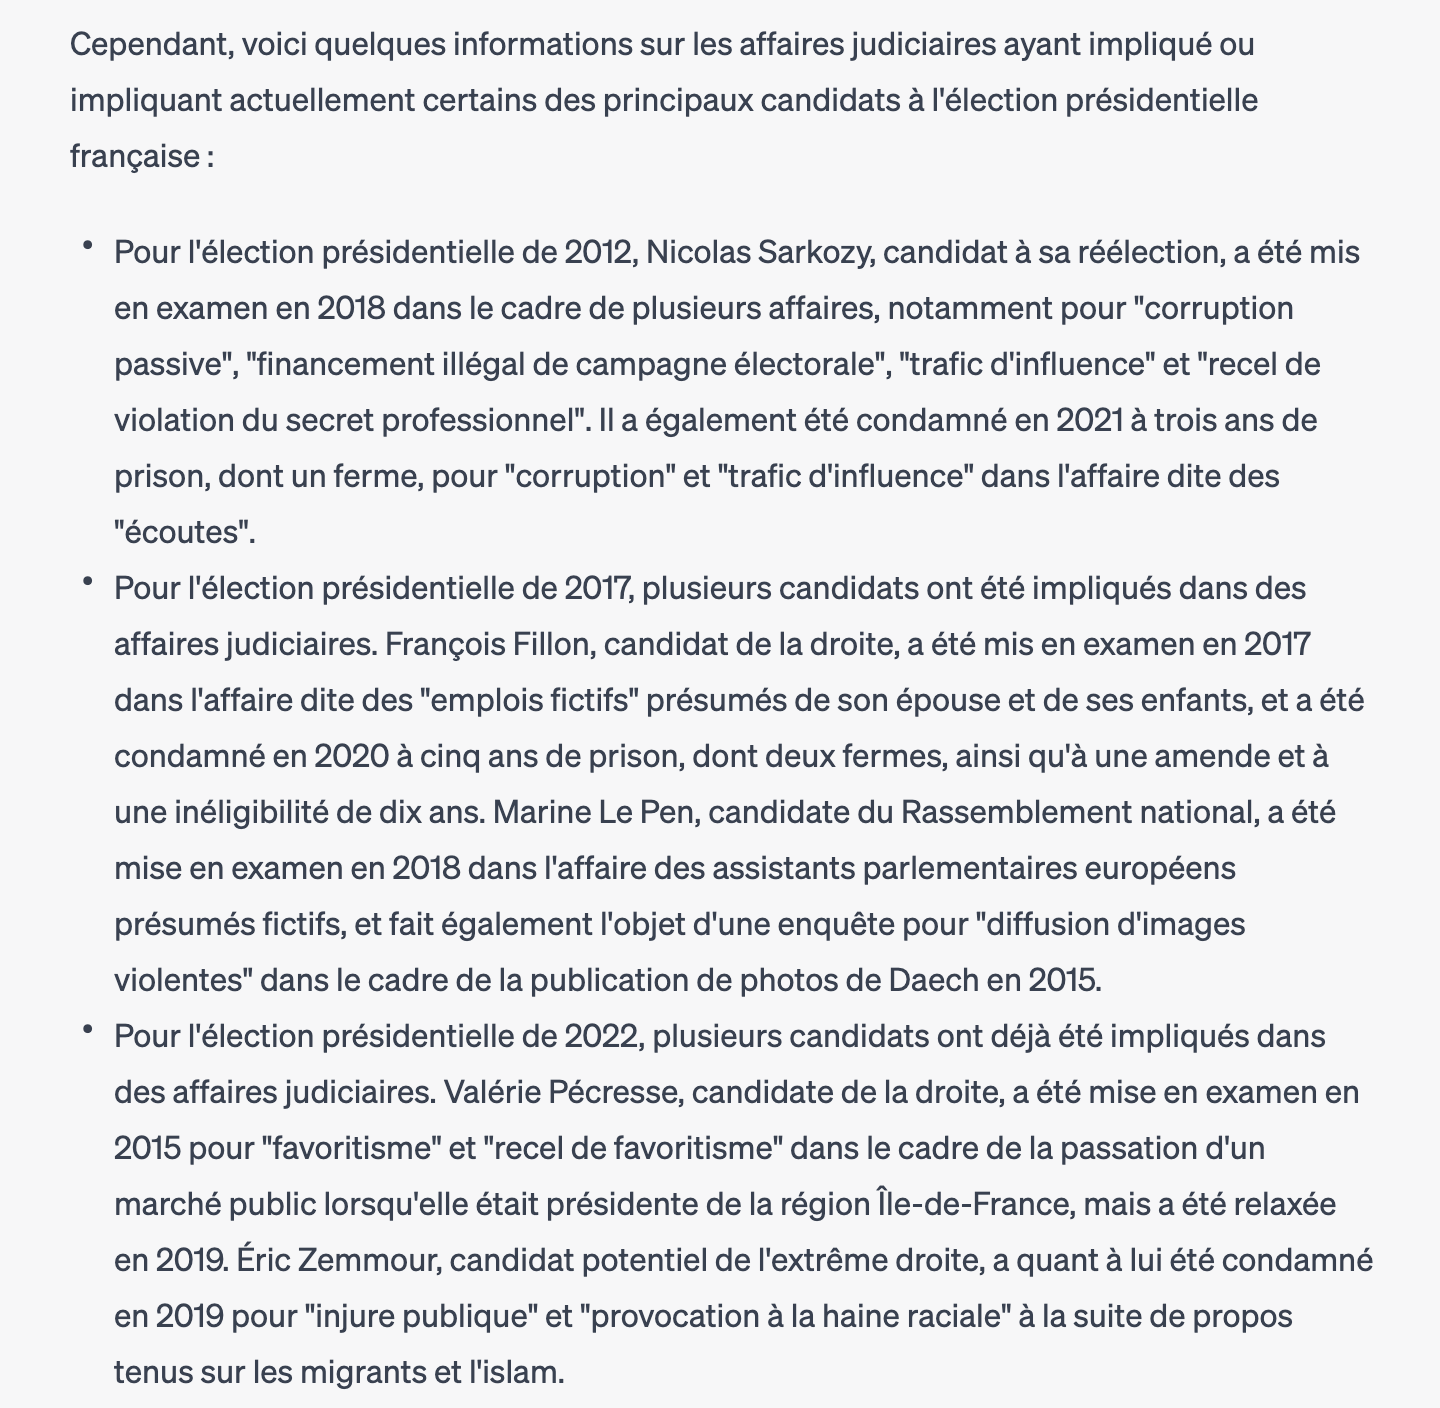 Cependant, voici quelques informations sur les affaires judiciaires ayant impliqué ou
impliquant actuellement certains des principaux candidats à l'élection présidentielle
française :
• Pour l'élection présidentielle de 2012, Nicolas Sarkozy, candidat à sa réélection, a été mis
en examen en 2018 dans le cadre de plusieurs affaires, notamment pour "corruption
passive", "financement illégal de campagne électorale", "trafic d'influence" et "recel de
violation du secret professionnel". Il a également été condamné en 2021 à trois ans de
prison, dont un ferme, pour "corruption" et "trafic d'influence" dans l'affaire dite des
"écoutes".
• Pour l'élection présidentielle de 2017, plusieurs candidats ont été impliqués dans des
affaires judiciaires. François Fillon, candidat de la droite, a été mis en examen en 2017
dans l'affaire dite des "emplois fictifs" présumés de son épouse et de ses enfants, et a été
condamné en 2020 à cinq ans de prison, dont deux fermes, ainsi qu'à une amende et à
une inéligibilité de dix ans. Marine Le Pen, candidate du Rassemblement national, a été
mise en examen en 2018 dans l'affaire des assistants parlementaires européens
présumés fictifs, et fait également l'objet d'une enquête pour "diffusion d'images
violentes" dans le cadre de la publication de photos de Daech en 2015.
• Pour l'élection présidentielle de 2022, plusieurs candidats ont déjà été impliqués dans
des affaires judiciaires. Valérie Pécresse, candidate de la droite, a été mise en examen en
2015 pour "favoritisme" et "recel de favoritisme" dans le cadre de la passation d'un
marché public lorsqu'elle était présidente de la région Île-de-France, mais a été relaxée
en 2019. Éric Zemmour, candidat potentiel de l'extrême droite, a quant à lui été condamné
en 2019 pour "injure publique" et "provocation à la haine raciale" à la suite de propos
tenus sur les migrants et l'islam.